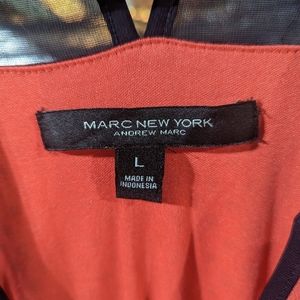 MARC NEW YORK
ANDREW MARC
L
MADE IN
INDONESIA